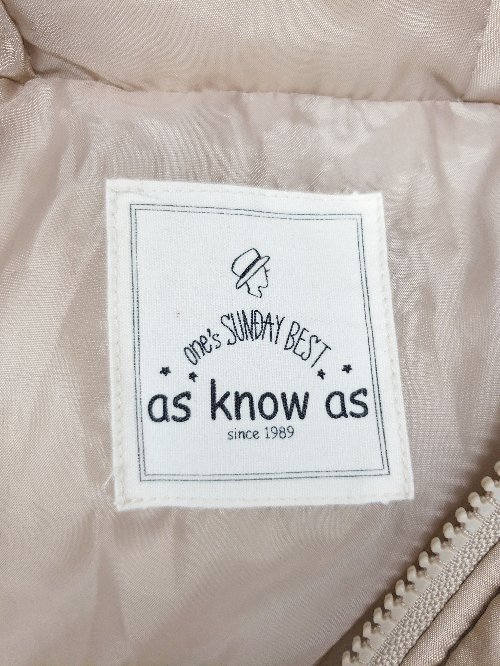 one's SUNDAY BEST
as know as
since 1989